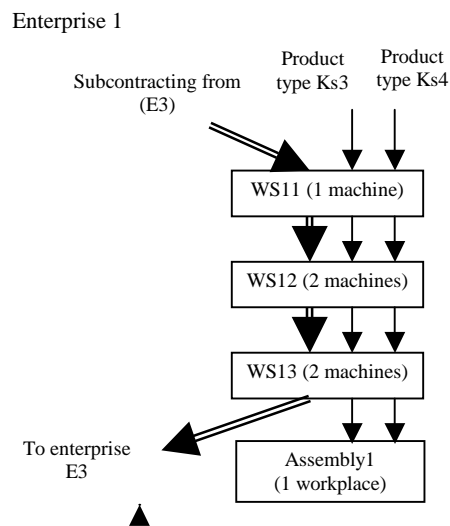 Enterprise 1
Subcontracting from
(E3)
Product
type Ks3
Product
type Ks4
WS11 (1 machine)
WS12 (2 machines)
WS13 (2 machines)
To enterprise
E3
Assembly1
(1 workplace)